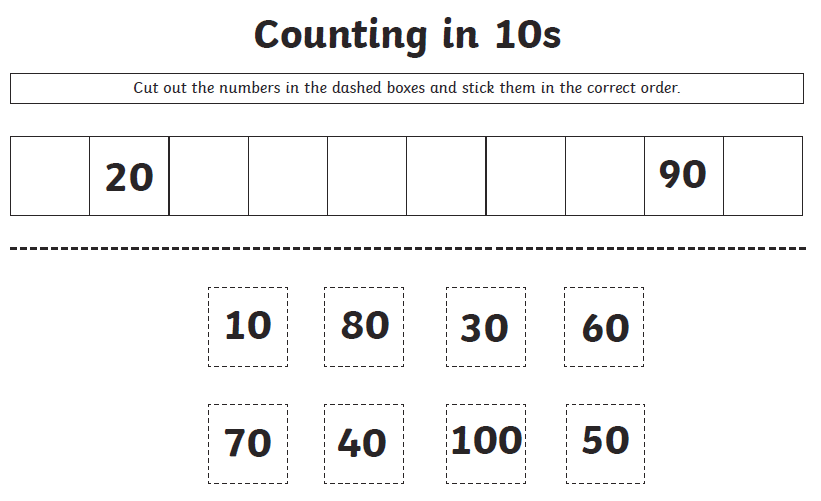 Counting in 10s
Cut out the numbers in the dashed boxes and stick them in the correct order.
20 90
10 80 30 60
70 40 100 50